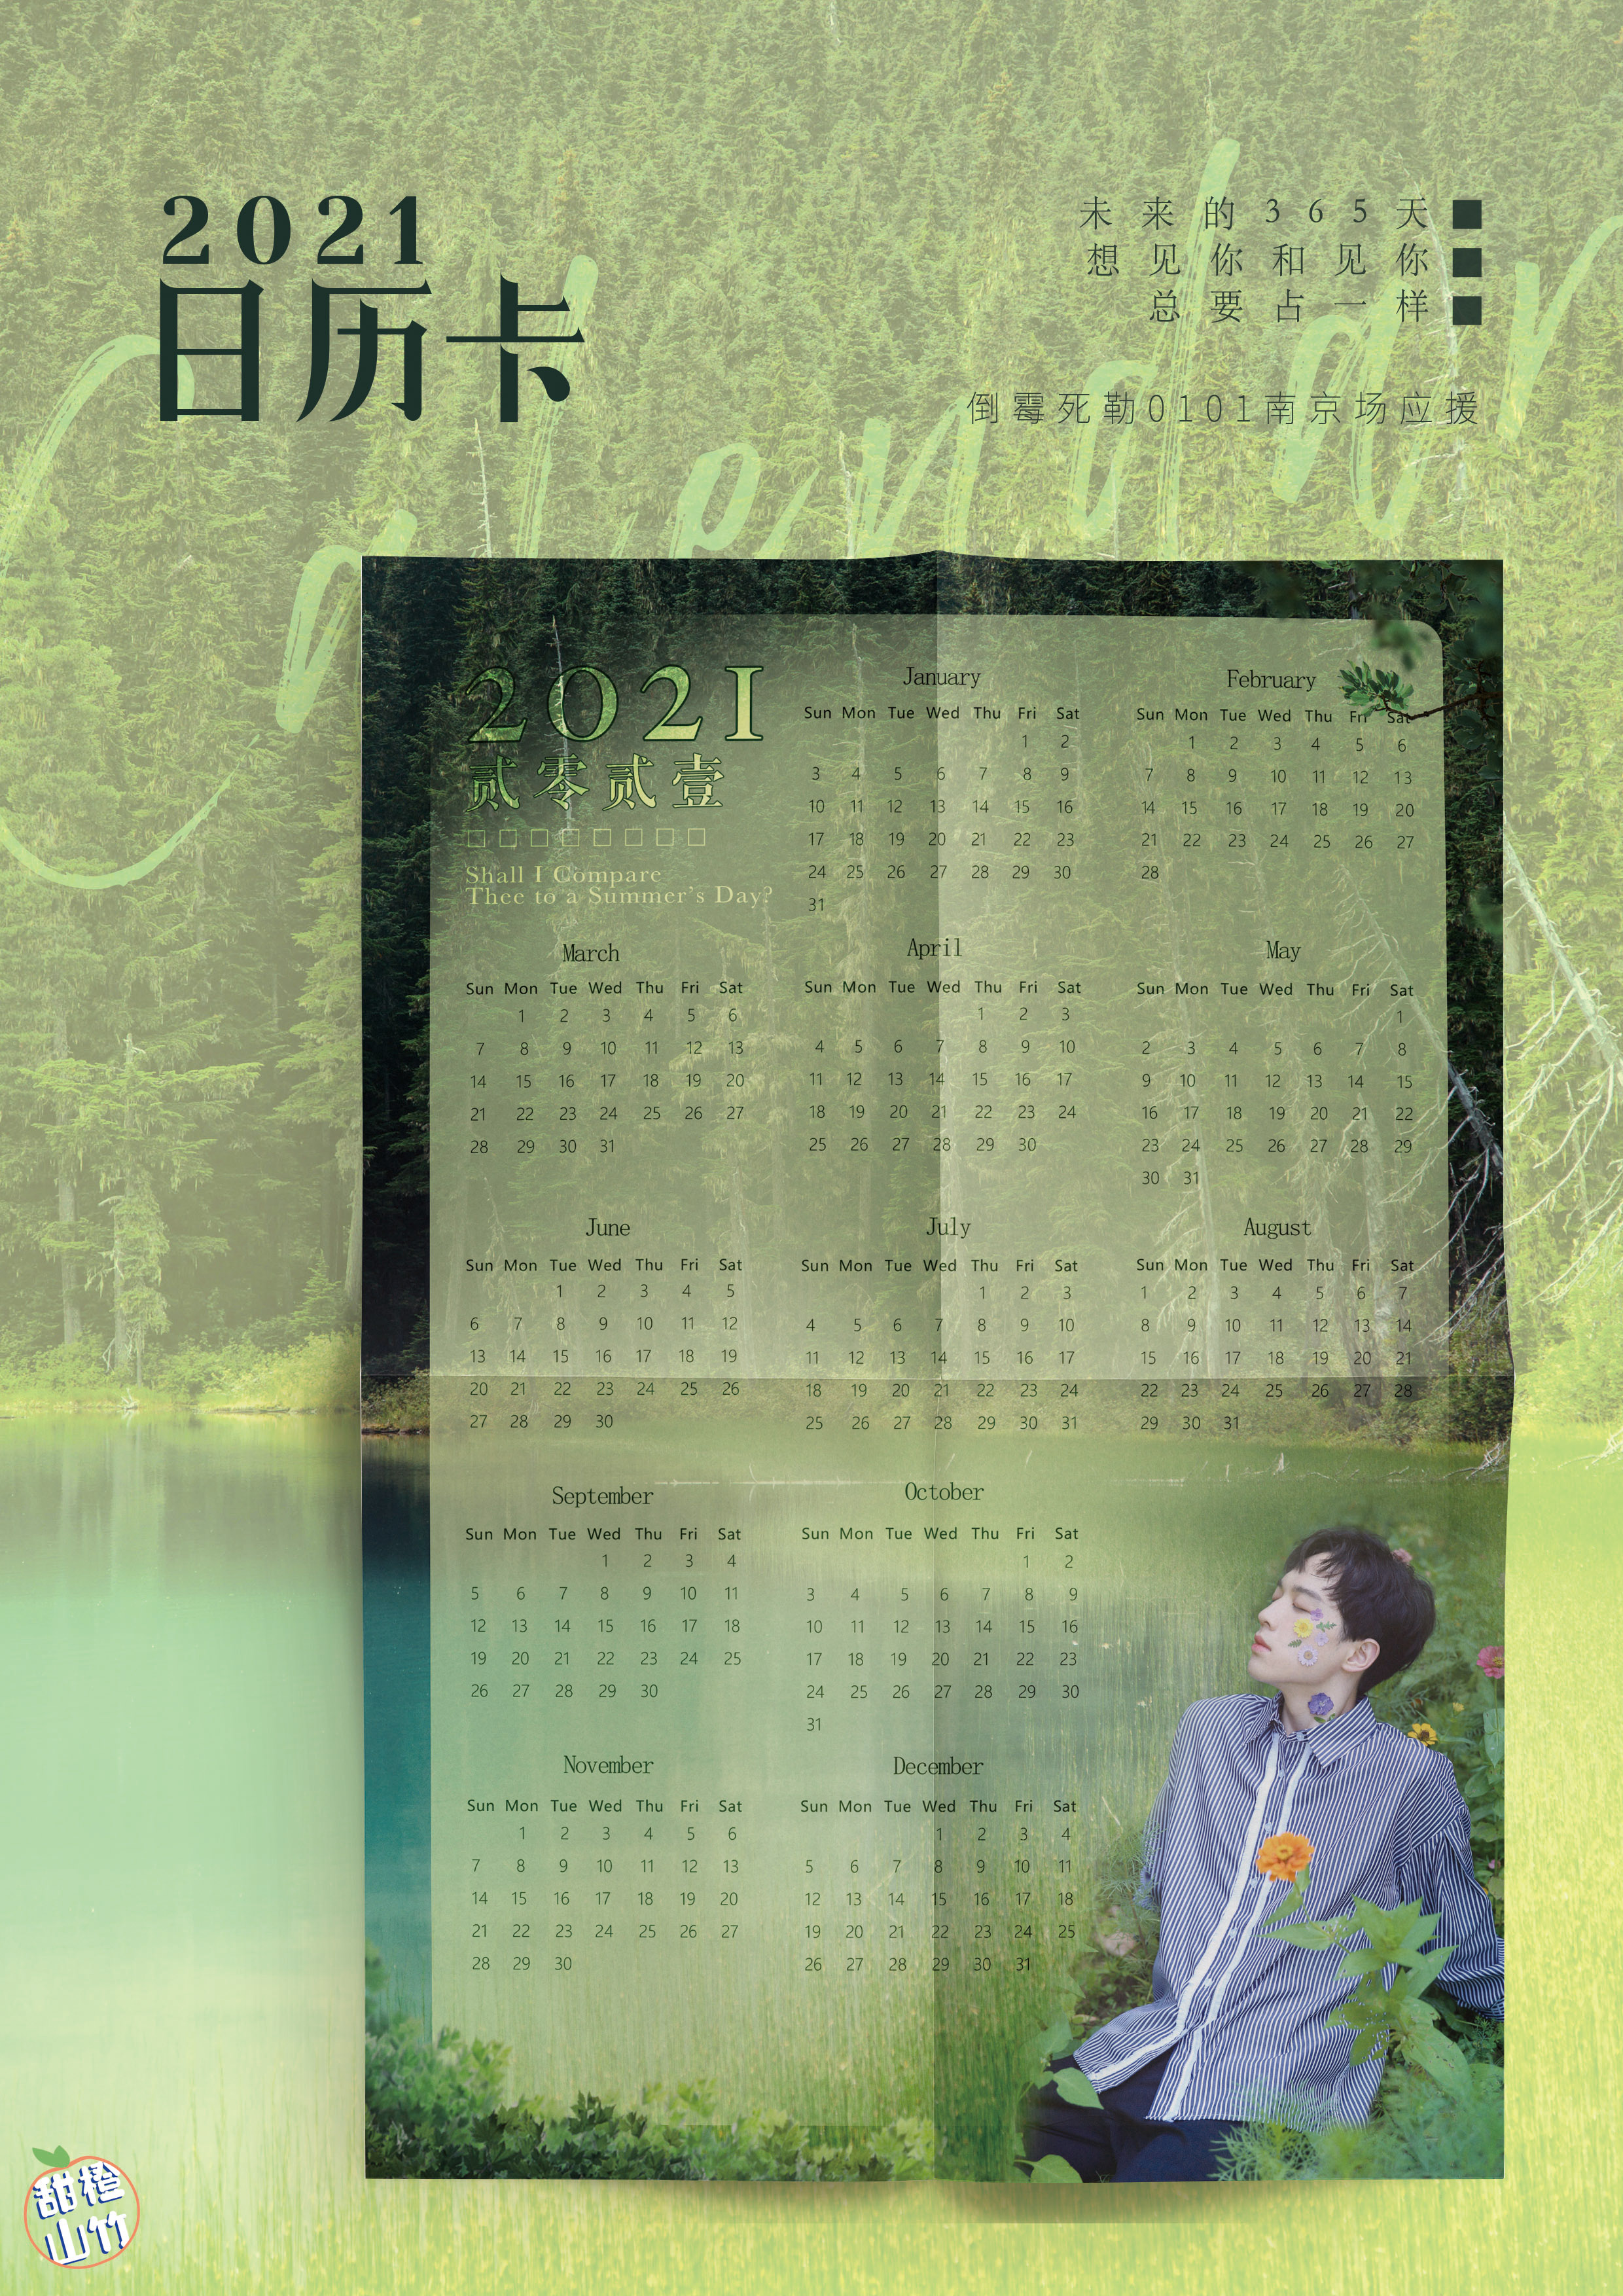 2021
日历卡
未来的365天
想见你和见你
总要占一样
倒霉死勒0101南京场应援
Calendar
2021
贰零贰壹
Shall I Compare
Thee to a Summer's Day?
January
Sun Mon Tue Wed Thu Fri Sat
1 2
3 4 5 6 7 8 9
10 11 12 13 14 15 16
17 18 19 20 21 22 23
24 25 26 27 28 29 30
31
February
Sun Mon Tue Wed Thu Fri Sat
1 2 3 4 5 6
7 8 9 10 11 12 13
14 15 16 17 18 19 20
21 22 23 24 25 26 27
28
March
Sun Mon Tue Wed Thu Fri Sat
1 2 3 4 5 6
7 8 9 10 11 12 13
14 15 16 17 18 19 20
21 22 23 24 25 26 27
28 29 30 31
April
Sun Mon Tue Wed Thu Fri Sat
1 2 3
4 5 6 7 8 9 10
11 12 13 14 15 16 17
18 19 20 21 22 23 24
25 26 27 28 29 30
May
Sun Mon Tue Wed Thu Fri Sat
1
2 3 4 5 6 7 8
9 10 11 12 13 14 15
16 17 18 19 20 21 22
23 24 25 26 27 28 29
30 31
June
Sun Mon Tue Wed Thu Fri Sat
1 2 3 4 5
6 7 8 9 10 11 12
13 14 15 16 17 18 19
20 21 22 23 24 25 26
27 28 29 30
July
Sun Mon Tue Wed Thu Fri Sat
1 2 3
4 5 6 7 8 9 10
11 12 13 14 15 16 17
18 19 20 21 22 23 24
25 26 27 28 29 30 31
August
Sun Mon Tue Wed Thu Fri Sat
1 2 3 4 5 6 7
8 9 10 11 12 13 14
15 16 17 18 19 20 21
22 23 24 25 26 27 28
29 30 31
September
Sun Mon Tue Wed Thu Fri Sat
1 2 3 4
5 6 7 8 9 10 11
12 13 14 15 16 17 18
19 20 21 22 23 24 25
26 27 28 29 30
October
Sun Mon Tue Wed Thu Fri Sat
1 2
3 4 5 6 7 8 9
10 11 12 13 14 15 16
17 18 19 20 21 22 23
24 25 26 27 28 29 30
31
November
Sun Mon Tue Wed Thu Fri Sat
1 2 3 4 5 6
7 8 9 10 11 12 13
14 15 16 17 18 19 20
21 22 23 24 25 26 27
28 29 30
December
Sun Mon Tue Wed Thu Fri Sat
1 2 3 4
5 6 7 8 9 10 11
12 13 14 15 16 17 18
19 20 21 22 23 24 25
26 27 28 29 30 31
甜橙
山竹